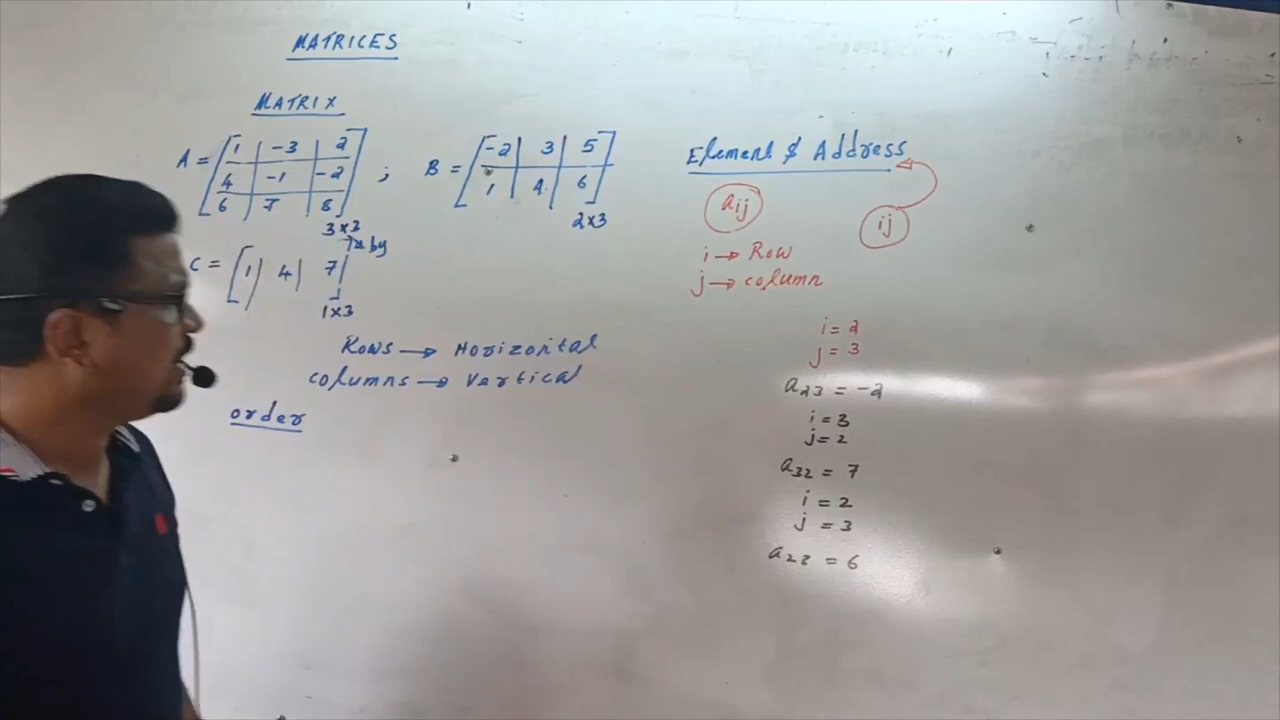 MATRICES
MATRIX
A = [1 -3 2
4 -1 -2
6 7 8] 3×3 ;
by
B = [-2 3 5
1 4 6] 2×3
C = [1 4 7] 1×3
Rows → Horizontal
columns → Vertical
order
Element & Address
aij
ij
i → Row
j → column
i = 2
j = 3
a23 = -2
i = 3
j = 2
a32 = 7
i = 2
j = 3
= 6